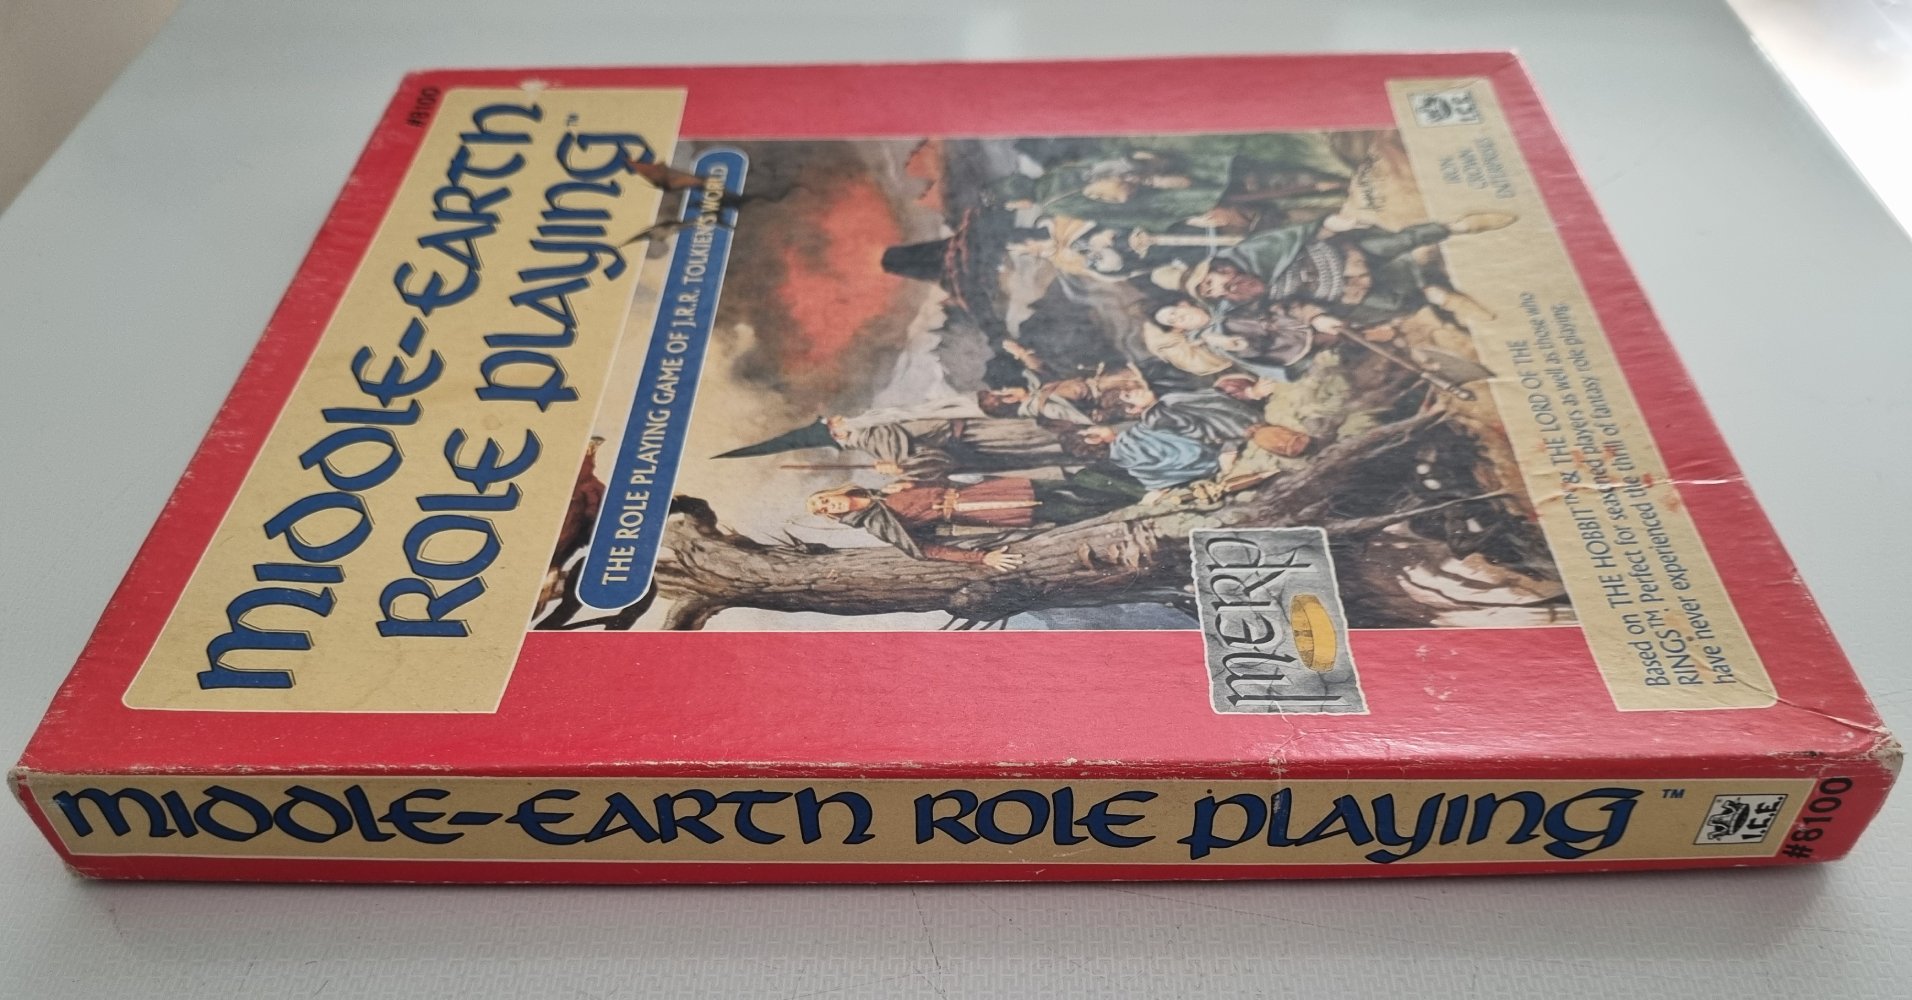 #8100
MIDDLE-EARTH
ROLE PLAYING™
THE ROLE PLAYING GAME OF J.R.R. TOLKIEN'S WORLD
MERP
Based on THE HOBBIT™ & THE LORD OF THE
RINGS™. Perfect for seasoned players as well as those who
have never experienced the thrill of fantasy role playing
I.C.E.
IRON
CROWN
ENTERPRISES
MIDDLE-EARTH ROLE PLAYING™
I.C.E.
#8100